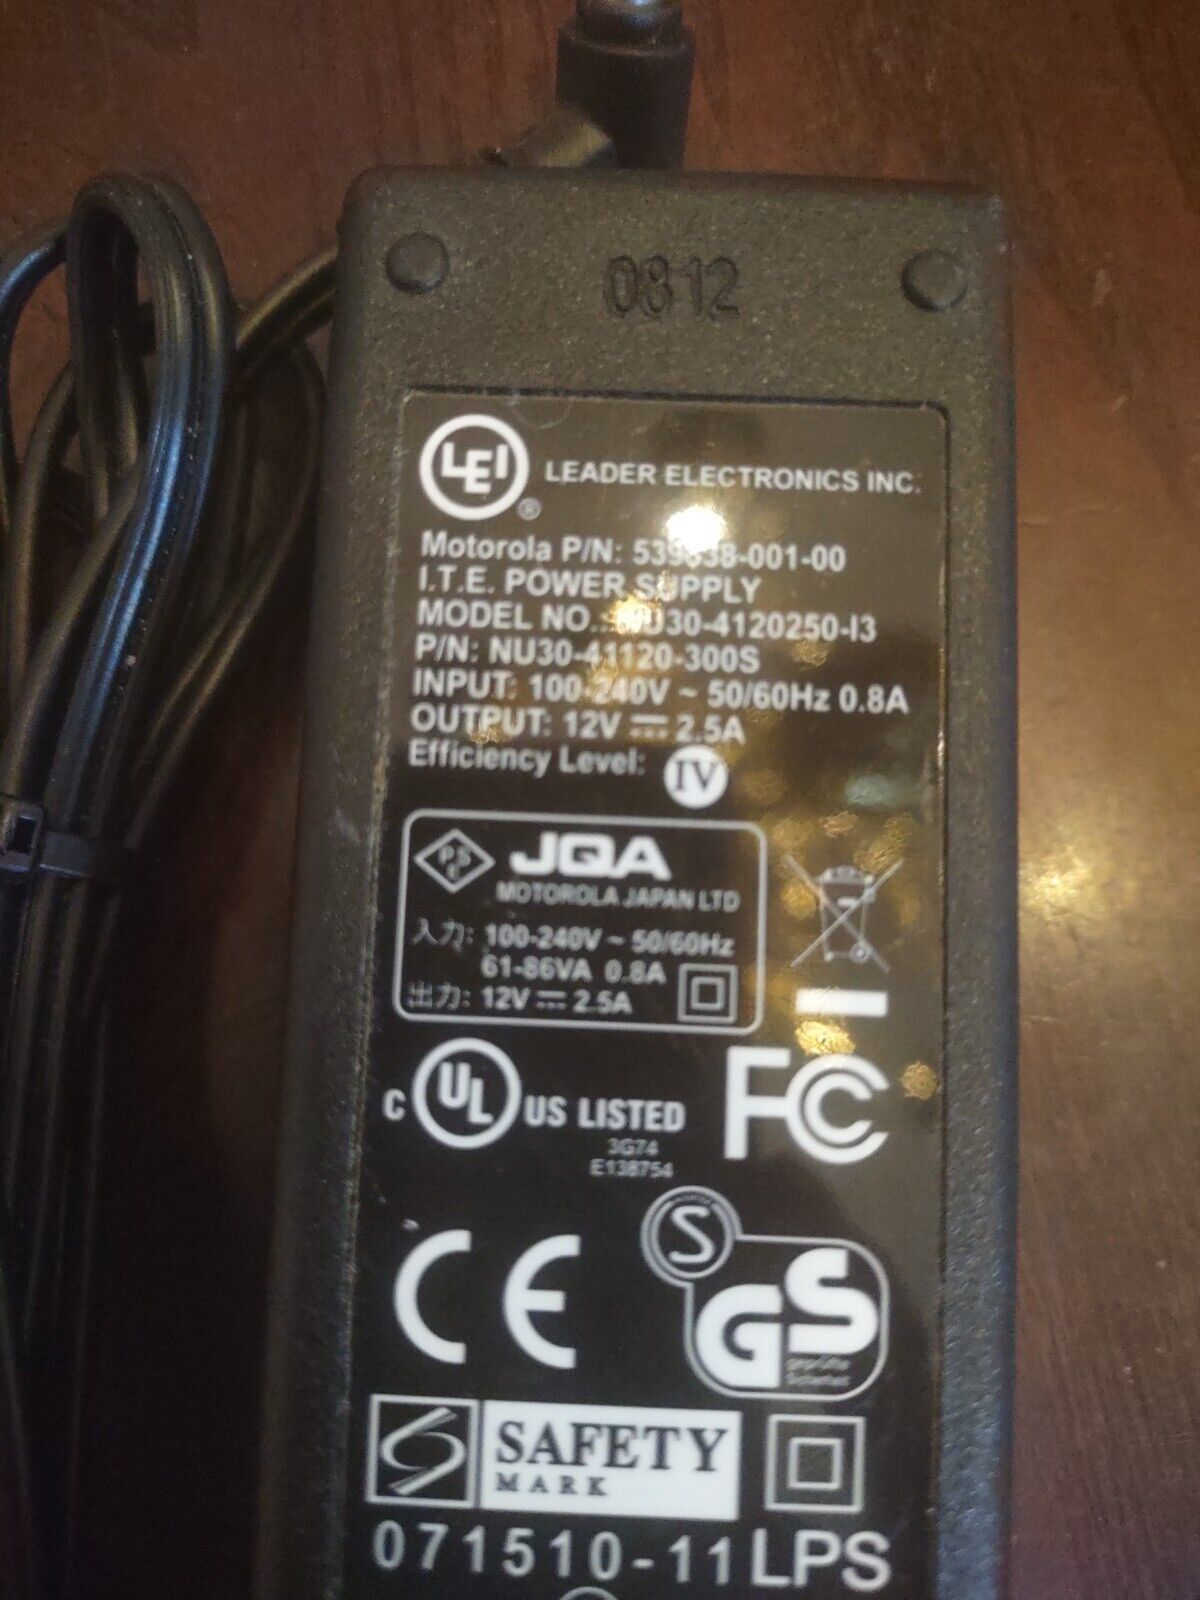 0812
LEI
®
LEADER ELECTRONICS INC.
Motorola P/N: 539838-001-00
I.T.E. POWER SUPPLY
MODEL NO.: NU30-4120250-I3
P/N: NU30-41120-300S
INPUT: 100-240V ~ 50/60Hz 0.8A
OUTPUT: 12V ⎓ 2.5A
Efficiency Level: IV
PS
E
JQA
MOTOROLA JAPAN LTD
入力: 100-240V ~ 50/60Hz
61-86VA 0.8A
出力: 12V ⎓ 2.5A
c UL US LISTED
3G74
E138754
FC
CE
S
GS
geprüfte
Sicherheit
SAFETY
MARK
071510-11 LPS